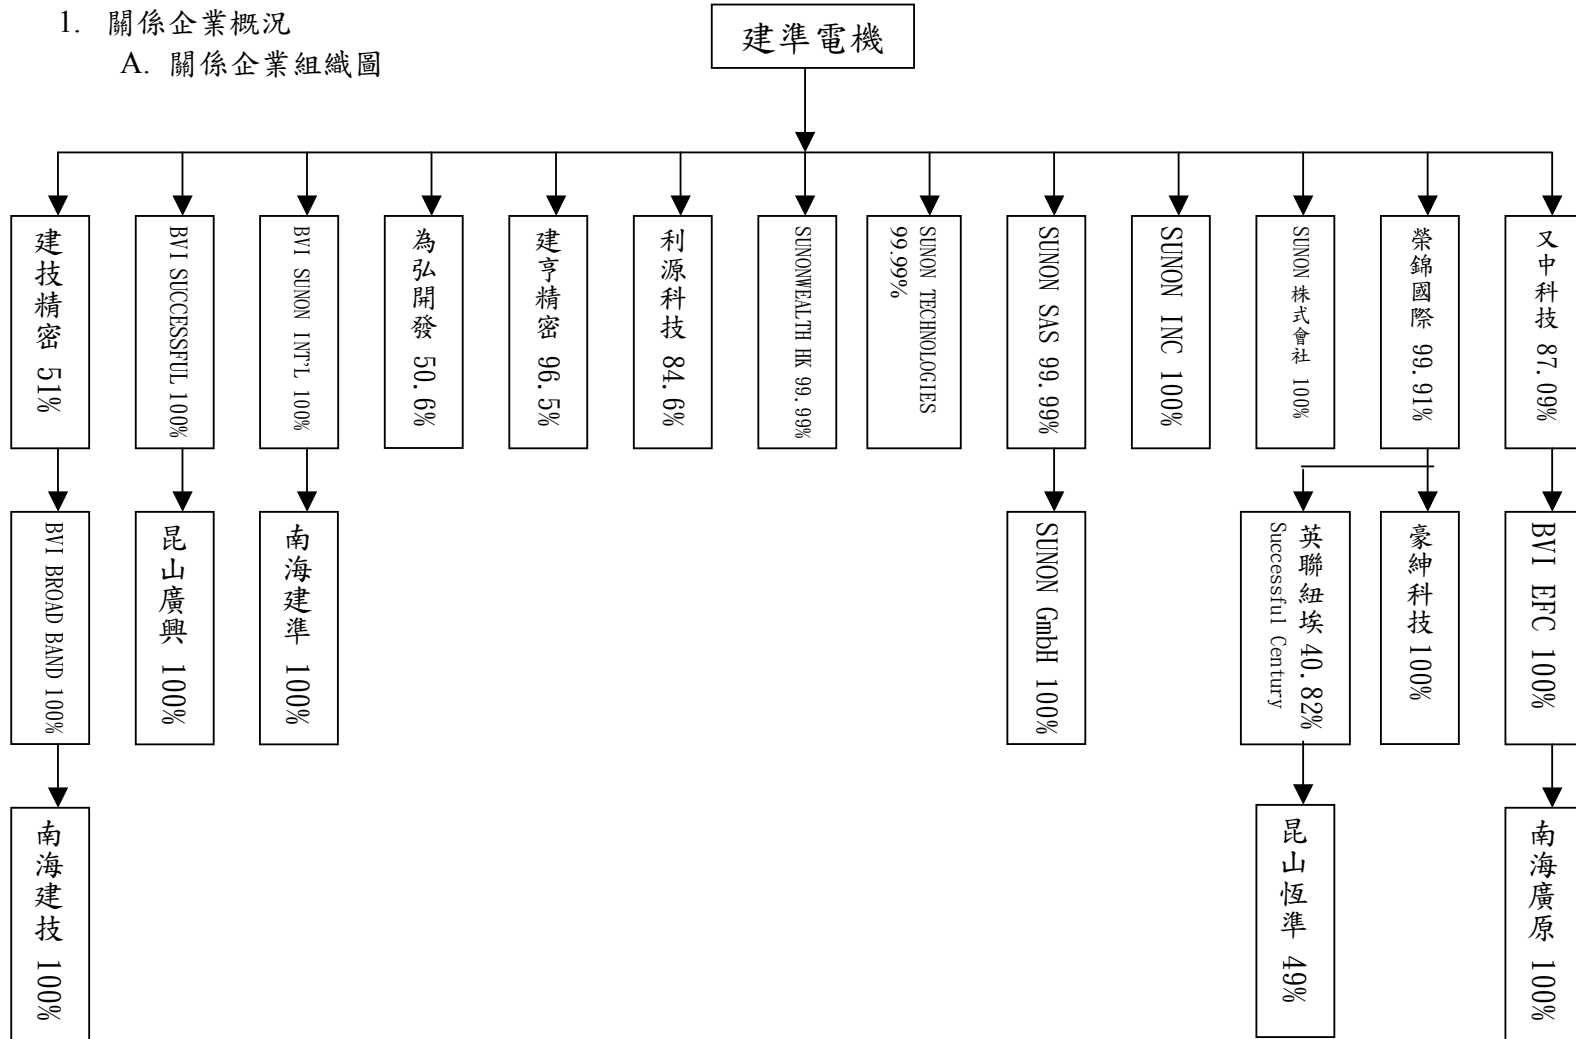 1. 關係企業概況
A. 關係企業組織圖
建準電機
建技精密 51%
BVI SUCCESSFUL 100%
BVI SUNON INT'L 100%
為弘開發 50.6%
建亨精密 96.5%
利源科技 84.6%
SUNONWEALTH HK 99.99%
SUNON TECHNOLOGIES
99.99%
SUNON SAS 99.99%
SUNON INC 100%
SUNON 株式會社 100%
榮錦國際 99.91%
又中科技 87.09%
BVI BROAD BAND 100%
昆山廣興 100%
南海建準 100%
SUNON GmbH 100%
英聯紐埃 40.82%
Successful Century
豪紳科技 100%
BVI EFC 100%
南海建技 100%
昆山恆準 49%
南海廣原 100%